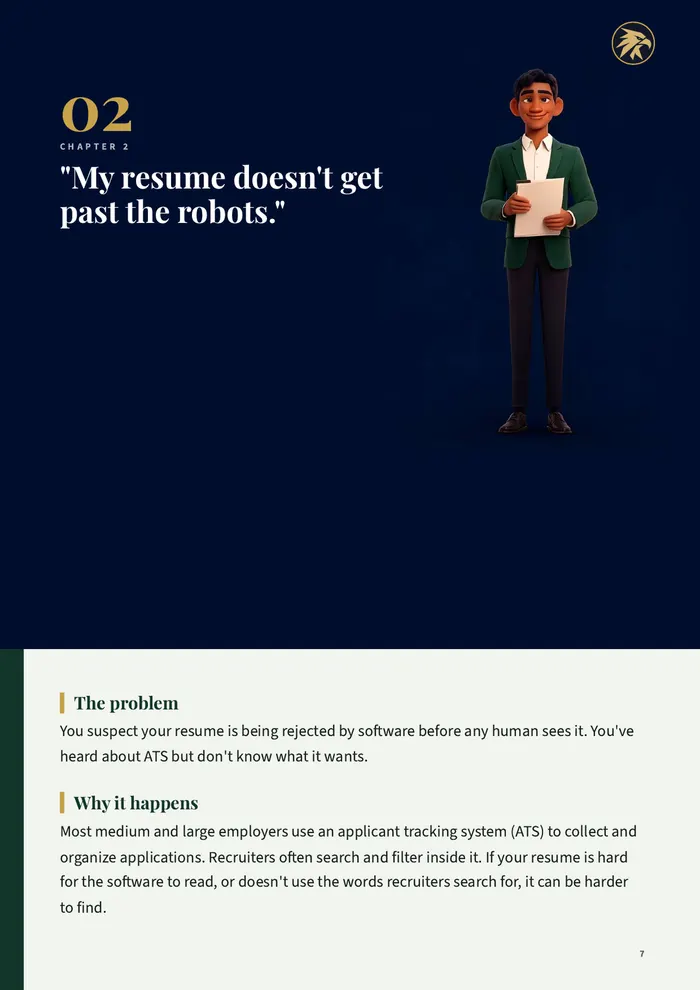 02
CHAPTER 2
"My resume doesn't get
past the robots."
The problem
You suspect your resume is being rejected by software before any human sees it. You've
heard about ATS but don't know what it wants.
Why it happens
Most medium and large employers use an applicant tracking system (ATS) to collect and
organize applications. Recruiters often search and filter inside it. If your resume is hard
for the software to read, or doesn't use the words recruiters search for, it can be harder
to find.
7